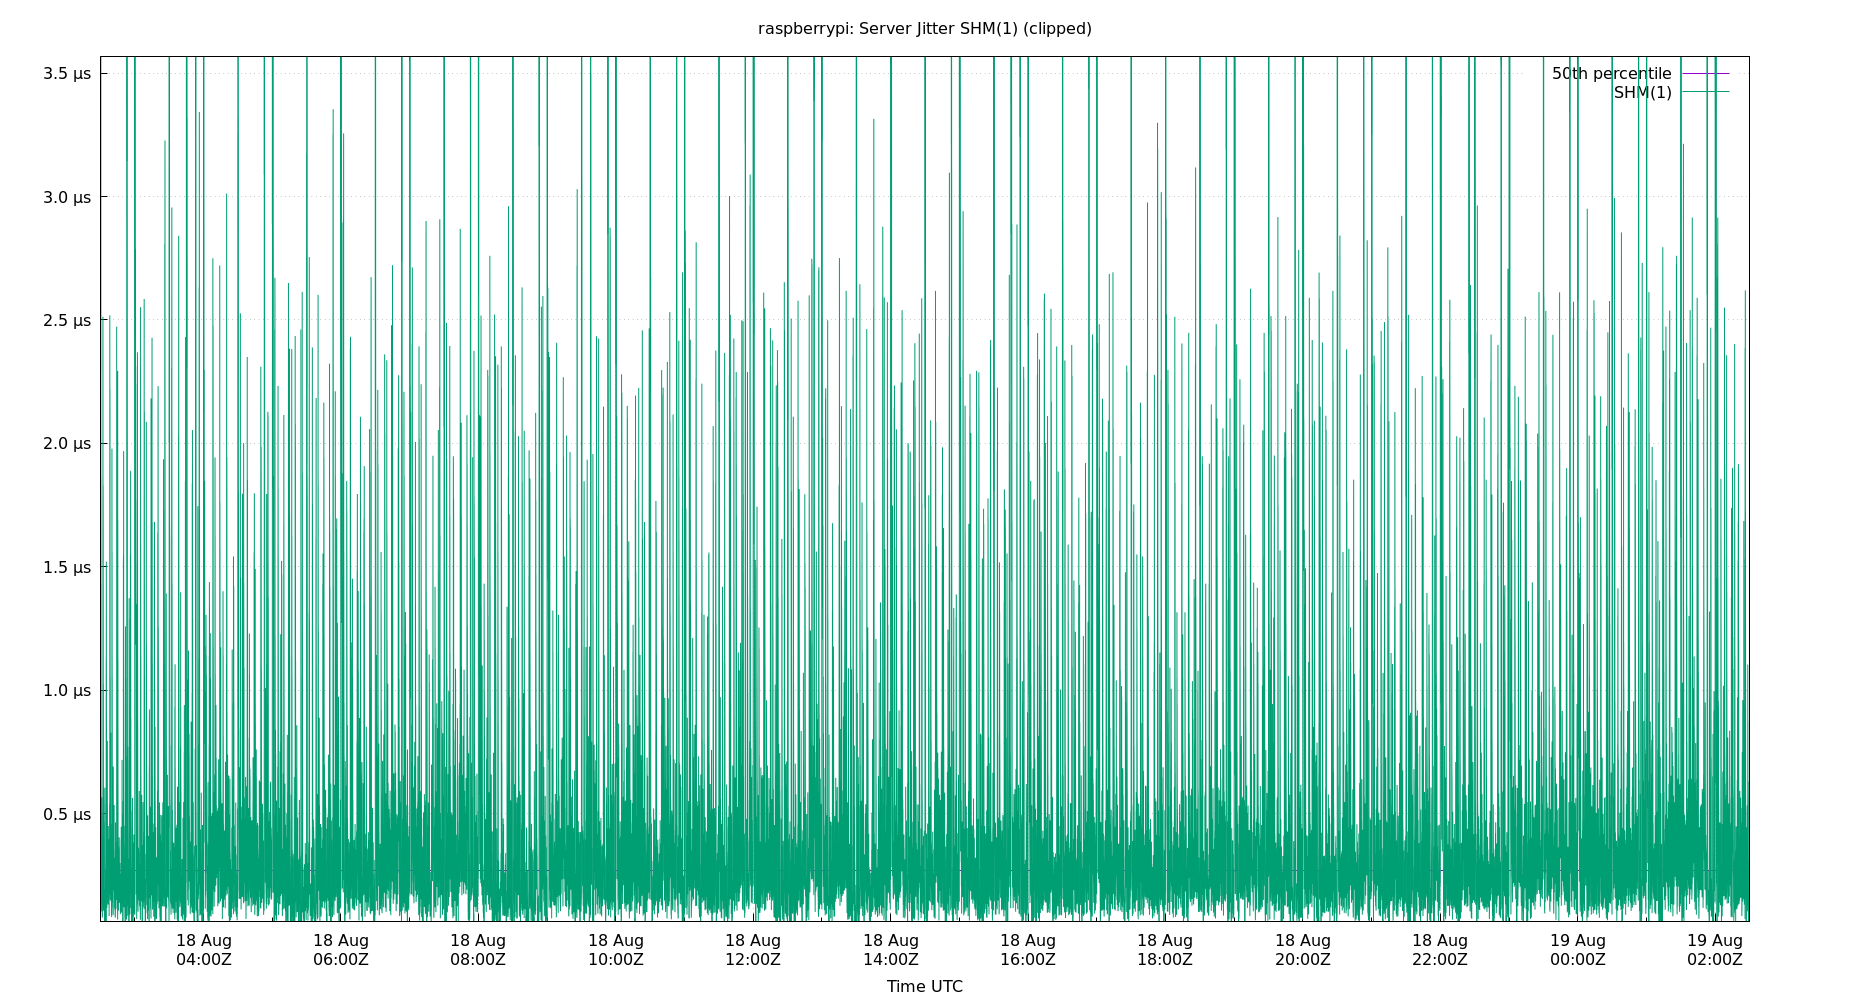 raspberrypi: Server Jitter SHM(1) (clipped)
50th percentile
SHM(1)
3.5 µs
3.0 µs
2.5 µs
2.0 µs
1.5 µs
1.0 µs
0.5 µs
18 Aug 18 Aug 18 Aug 18 Aug 18 Aug 18 Aug 18 Aug 18 Aug 18 Aug 18 Aug 19 Aug 19 Aug
04:00Z 06:00Z 08:00Z 10:00Z 12:00Z 14:00Z 16:00Z 18:00Z 20:00Z 22:00Z 00:00Z 02:00Z
Time UTC